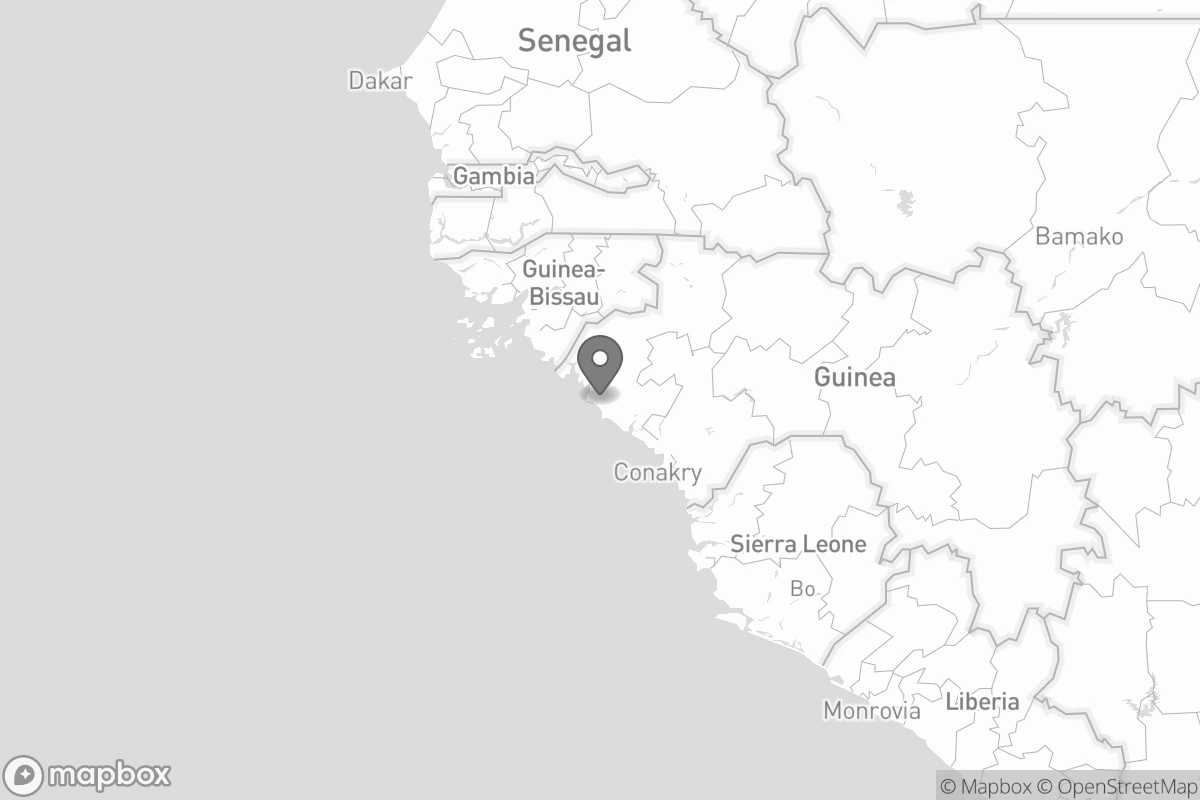 Senegal
Dakar
Gambia
Bamako
Guinea-
Bissau
Guinea
Conakry
Sierra Leone
Bo
Liberia
Monrovia
mapbox
© Mapbox © OpenStreetMap